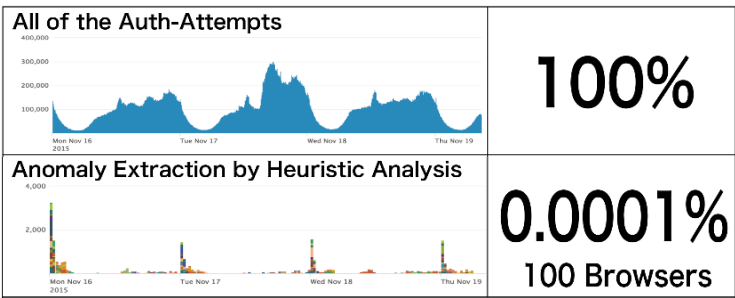 All of the Auth-Attempts
400,000
300,000
200,000
100,000
Mon Nov 16 Tue Nov 17 Wed Nov 18 Thu Nov 19
2015
100%
Anomaly Extraction by Heuristic Analysis
4,000
2,000
Mon Nov 16 Tue Nov 17 Wed Nov 18 Thu Nov 19
2015
0.0001%
100 Browsers